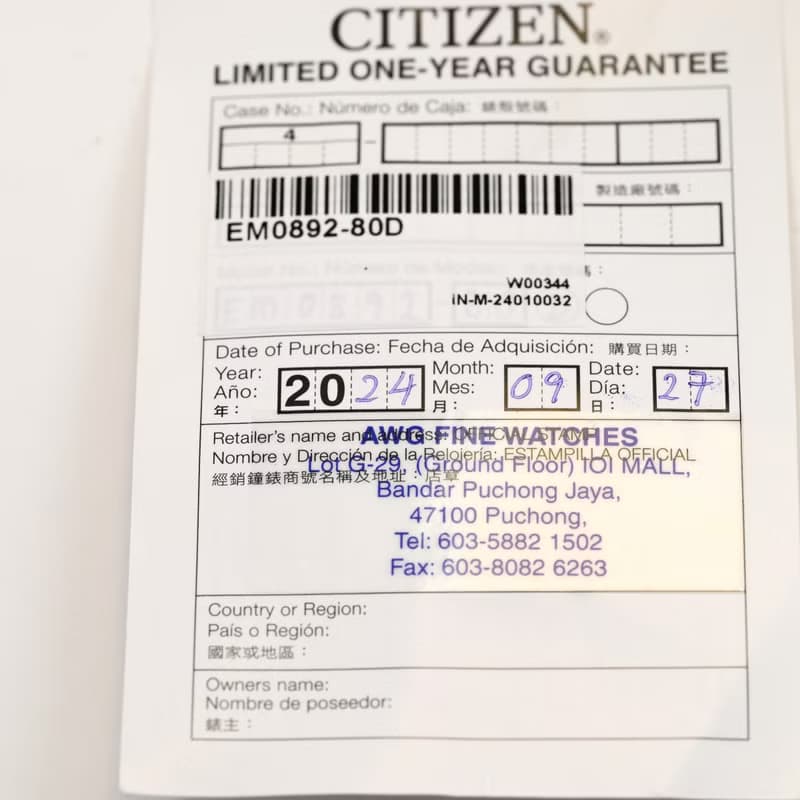 CITIZEN®
LIMITED ONE-YEAR GUARANTEE
Case No.: Número de Caja: 錶殼號碼：
4
製造廠號碼：
EM0892-80D
W00344
IN-M-24010032
EM0892
Date of Purchase: Fecha de Adquisición: 購買日期：
Year: 2024 Month: 09 Date: 27
Año: Mes: Día:
年： 月： 日：
Retailer's name and address: OFFICIAL STAMP
AWG FINE WATCHES
Nombre y Dirección de la Relojería: ESTAMPILLA OFFICIAL
Lot G-29, (Ground Floor) IOI MALL,
經銷鐘錶商號名稱及地址：店章
Bandar Puchong Jaya,
47100 Puchong,
Tel: 603-5882 1502
Fax: 603-8082 6263
Country or Region:
País o Región:
國家或地區：
Owners name:
Nombre de poseedor:
錶主：